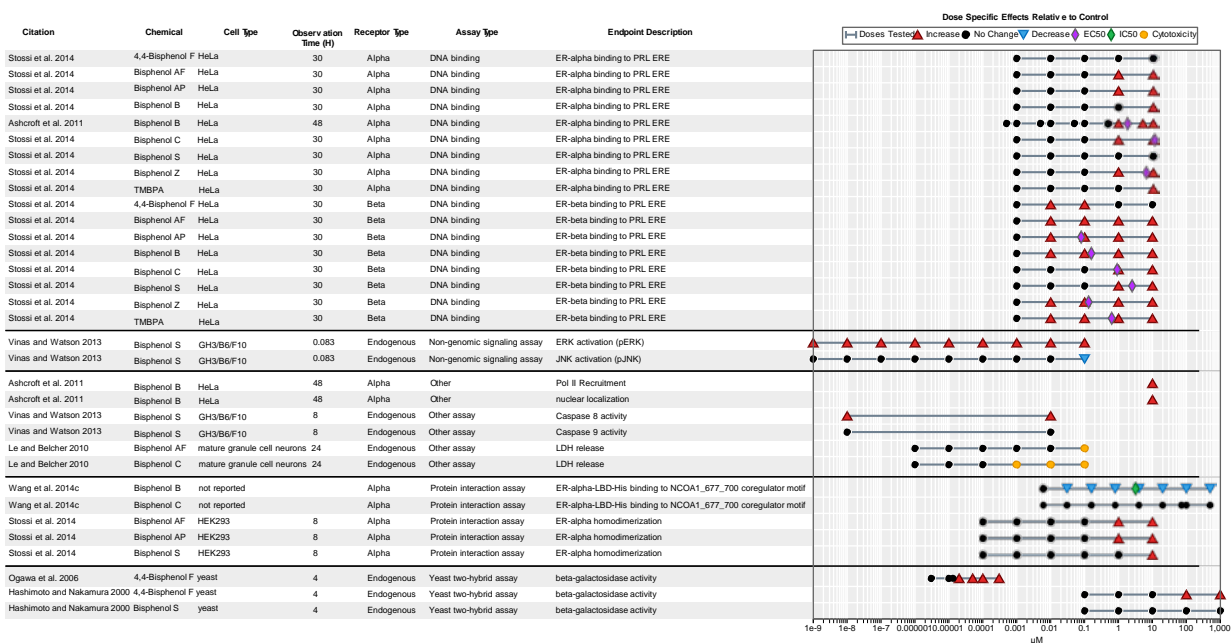 Dose Specific Effects Relative to Control
Citation Chemical Cell Type Observation Time (H) Receptor Type Assay Type Endpoint Description
Doses Tested Increase No Change Decrease EC50 IC50 Cytotoxicity
Stossi et al. 2014 4,4-Bisphenol F HeLa 30 Alpha DNA binding ER-alpha binding to PRL ERE
Stossi et al. 2014 Bisphenol AF HeLa 30 Alpha DNA binding ER-alpha binding to PRL ERE
Stossi et al. 2014 Bisphenol AP HeLa 30 Alpha DNA binding ER-alpha binding to PRL ERE
Stossi et al. 2014 Bisphenol B HeLa 30 Alpha DNA binding ER-alpha binding to PRL ERE
Ashcroft et al. 2011 Bisphenol B HeLa 48 Alpha DNA binding ER-alpha binding to PRL ERE
Stossi et al. 2014 Bisphenol C HeLa 30 Alpha DNA binding ER-alpha binding to PRL ERE
Stossi et al. 2014 Bisphenol S HeLa 30 Alpha DNA binding ER-alpha binding to PRL ERE
Stossi et al. 2014 Bisphenol Z HeLa 30 Alpha DNA binding ER-alpha binding to PRL ERE
Stossi et al. 2014 TMBPA HeLa 30 Alpha DNA binding ER-alpha binding to PRL ERE
Stossi et al. 2014 4,4-Bisphenol F HeLa 30 Beta DNA binding ER-beta binding to PRL ERE
Stossi et al. 2014 Bisphenol AF HeLa 30 Beta DNA binding ER-beta binding to PRL ERE
Stossi et al. 2014 Bisphenol AP HeLa 30 Beta DNA binding ER-beta binding to PRL ERE
Stossi et al. 2014 Bisphenol B HeLa 30 Beta DNA binding ER-beta binding to PRL ERE
Stossi et al. 2014 Bisphenol C HeLa 30 Beta DNA binding ER-beta binding to PRL ERE
Stossi et al. 2014 Bisphenol S HeLa 30 Beta DNA binding ER-beta binding to PRL ERE
Stossi et al. 2014 Bisphenol Z HeLa 30 Beta DNA binding ER-beta binding to PRL ERE
Stossi et al. 2014 TMBPA HeLa 30 Beta DNA binding ER-beta binding to PRL ERE
Vinas and Watson 2013 Bisphenol S GH3/B6/F10 0.083 Endogenous Non-genomic signaling assay ERK activation (pERK)
Vinas and Watson 2013 Bisphenol S GH3/B6/F10 0.083 Endogenous Non-genomic signaling assay JNK activation (pJNK)
Ashcroft et al. 2011 Bisphenol B HeLa 48 Alpha Other Pol II Recruitment
Ashcroft et al. 2011 Bisphenol B HeLa 48 Alpha Other nuclear localization
Vinas and Watson 2013 Bisphenol S GH3/B6/F10 8 Endogenous Other assay Caspase 8 activity
Vinas and Watson 2013 Bisphenol S GH3/B6/F10 8 Endogenous Other assay Caspase 9 activity
Le and Belcher 2010 Bisphenol AF mature granule cell neurons 24 Endogenous Other assay LDH release
Le and Belcher 2010 Bisphenol C mature granule cell neurons 24 Endogenous Other assay LDH release
Wang et al. 2014c Bisphenol B not reported Alpha Protein interaction assay ER-alpha-LBD-His binding to NCOA1_677_700 coregulator motif
Wang et al. 2014c Bisphenol C not reported Alpha Protein interaction assay ER-alpha-LBD-His binding to NCOA1_677_700 coregulator motif
Stossi et al. 2014 Bisphenol AF HEK293 8 Alpha Protein interaction assay ER-alpha homodimerization
Stossi et al. 2014 Bisphenol AP HEK293 8 Alpha Protein interaction assay ER-alpha homodimerization
Stossi et al. 2014 Bisphenol S HEK293 8 Alpha Protein interaction assay ER-alpha homodimerization
Ogawa et al. 2006 4,4-Bisphenol F yeast 4 Endogenous Yeast two-hybrid assay beta-galactosidase activity
Hashimoto and Nakamura 2000 4,4-Bisphenol F yeast 4 Endogenous Yeast two-hybrid assay beta-galactosidase activity
Hashimoto and Nakamura 2000 Bisphenol S yeast 4 Endogenous Yeast two-hybrid assay beta-galactosidase activity
1e-9 1e-8 1e-7 0.000001 0.00001 0.0001 0.001 0.01 0.1 1 10 100 1,000
µM